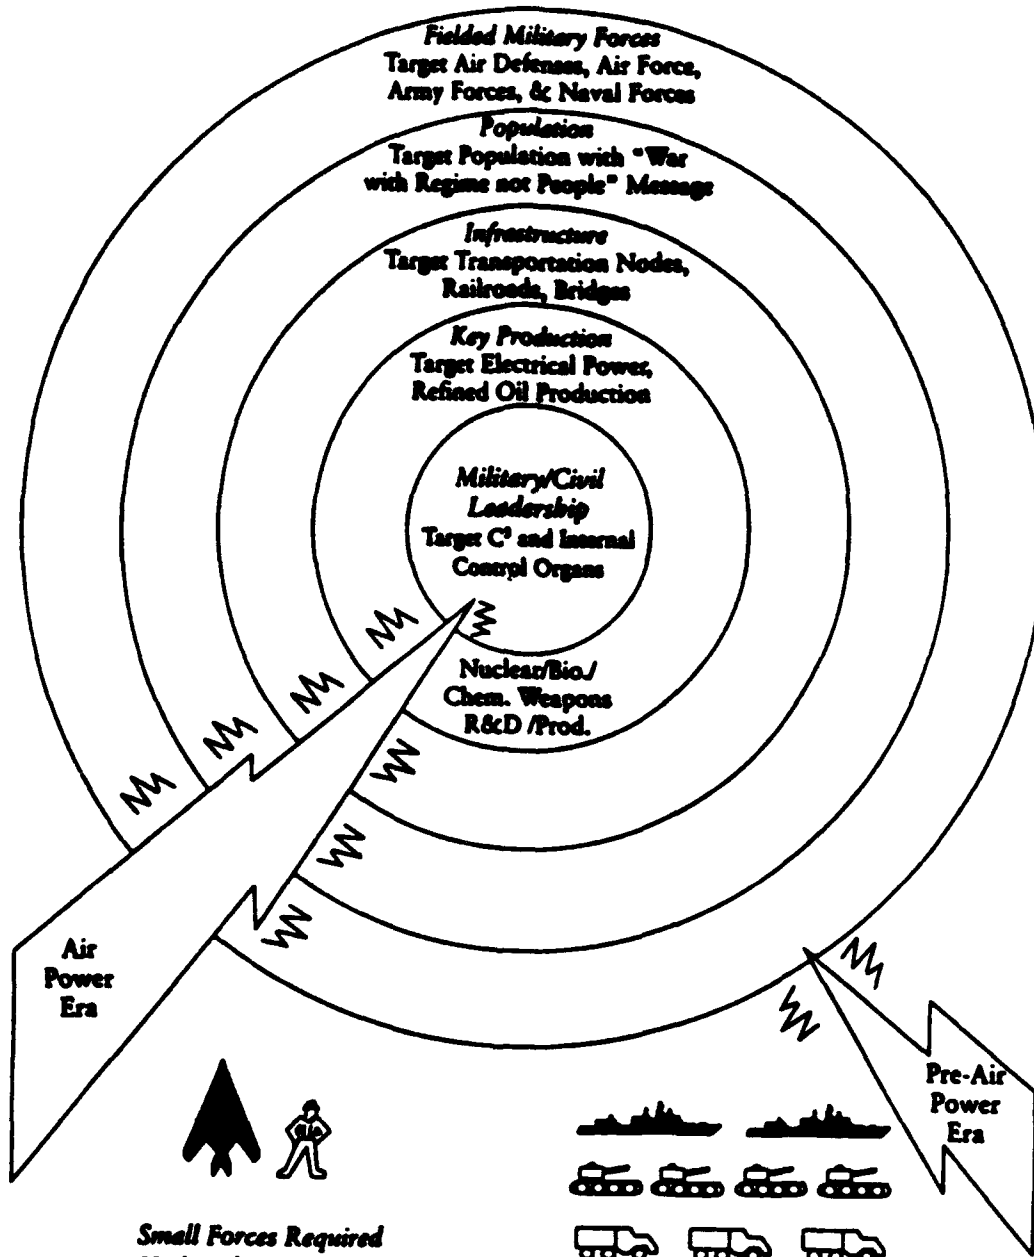 Fielded Military Forces
Target Air Defenses, Air Force,
Army Forces, & Naval Forces
Population
Target Population with "War
with Regime not People" Message
Infrastructure
Target Transportation Nodes,
Railroads, Bridges
Key Production
Target Electrical Power,
Refined Oil Production
Military/Civil
Leadership
Target C³ and Internal
Control Organs
Nuclear/Bio./
Chem. Weapons
R&D /Prod.
Air
Power
Era
Pre-Air
Power
Era
Small Forces Required